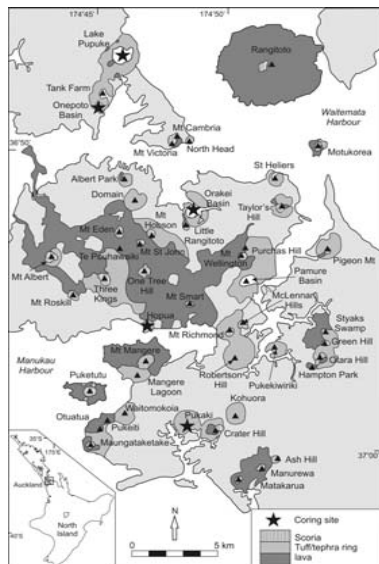 174°45'
174°50'
Lake
Pupuke
Rangitoto
Tank Farm
Onepoto
Basin
36°50'
Mt Cambria
Waitemata
Harbour
Mt Victoria
North Head
Motukorea
Albert Park
St Heliers
Domain
Orakei
Basin
Taylor's
Hill
Mt Eden
Mt
Hobson
Little
Rangitoto
Mt St John
Te Pouhawaiki
Mt
Wellington
Purchas Hill
Pigeon Mt
Mt Albert
One Tree
Hill
Pamure
Basin
Mt Roskill
Three
Kings
Mt Smart
McLennan
Hills
Hopua
Mt Richmond
Styaks
Swamp
Green Hill
Otara Hill
Hampton Park
Manukau
Harbour
Mt Mangere
Puketutu
Mangere
Lagoon
Robertson
Hill
Pukekiwiriki
Waitomokoia
Kohuora
Otuataua
Pukaki
Pukeiti
Crater Hill
Maungataketake
37°00'
Ash Hill
Manurewa
Matakarua
35°S
175°E
Auckland
North
Island
40°S
N
0
5 km
Coring site
Scoria
Tuff/tephra ring
lava